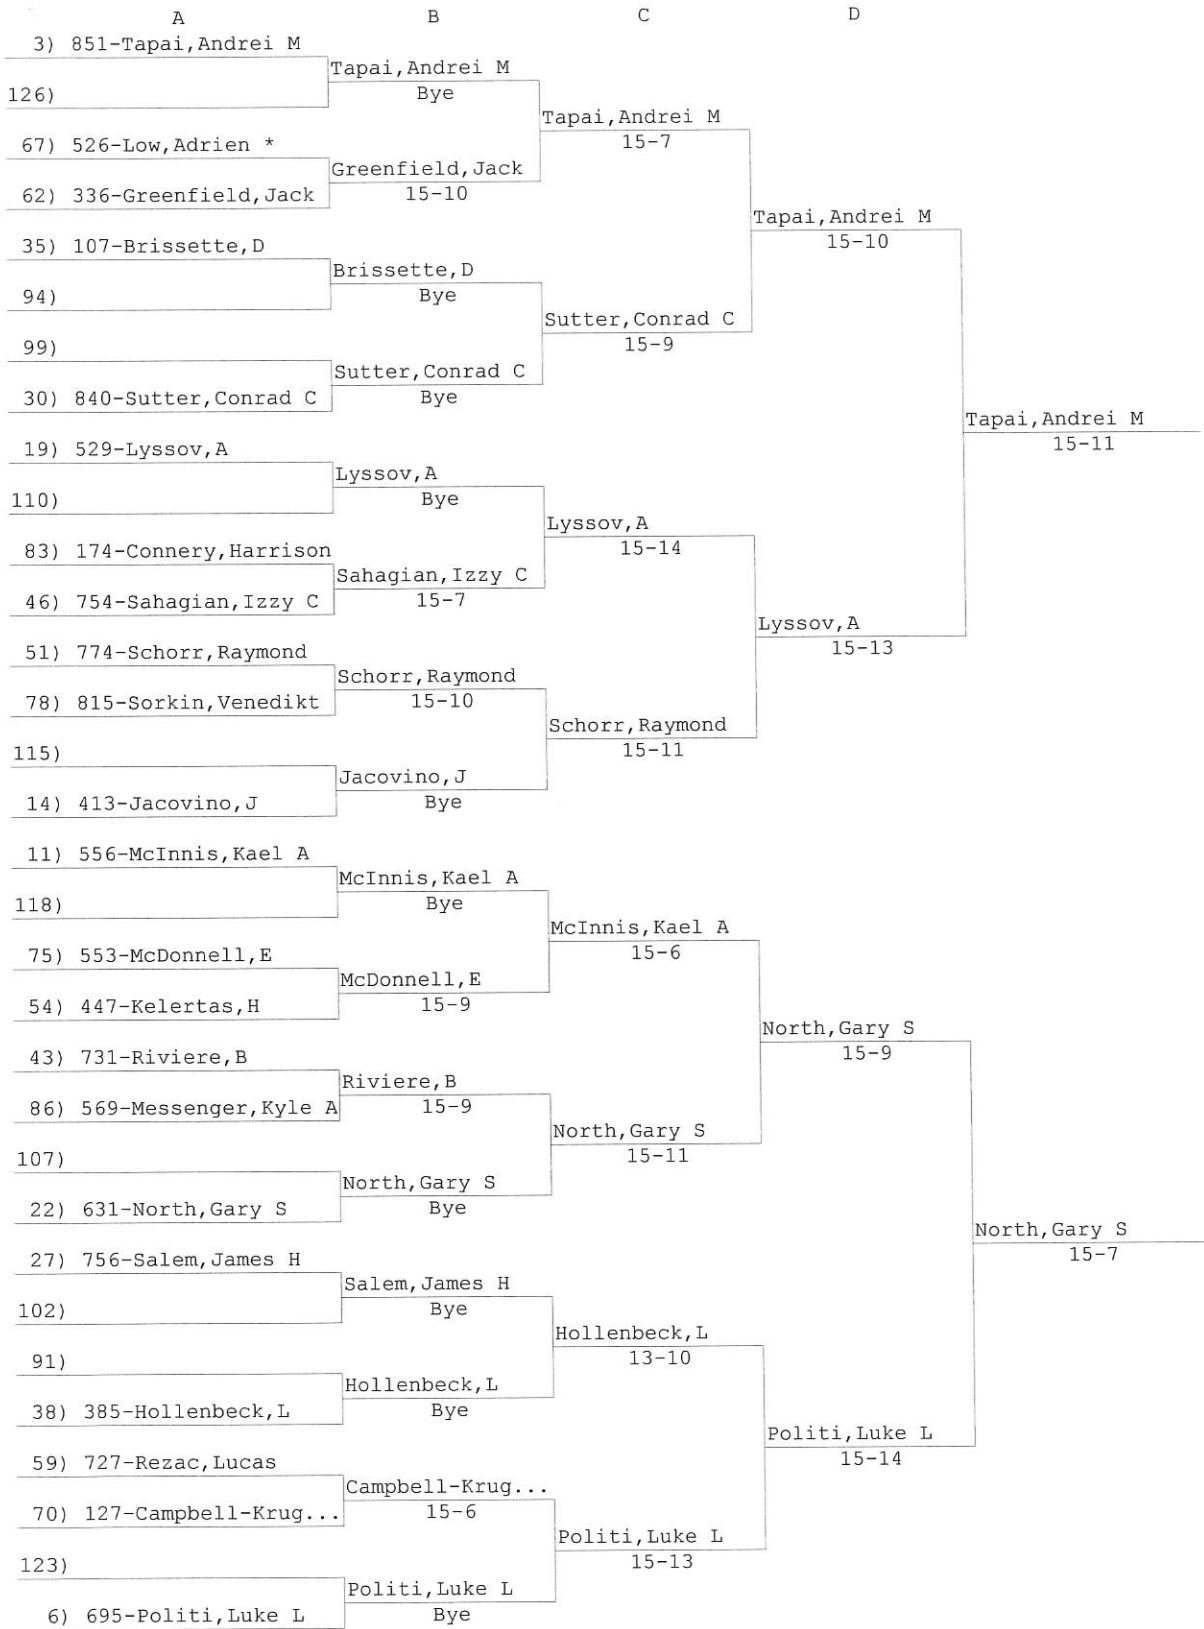 A B C D
3) 851-Tapai,Andrei M
Tapai,Andrei M
Bye
126)
Tapai,Andrei M
15-7
67) 526-Low,Adrien *
Greenfield,Jack
15-10
62) 336-Greenfield,Jack
Tapai,Andrei M
15-10
35) 107-Brissette,D
Brissette,D
Bye
94)
Sutter,Conrad C
15-9
99)
Sutter,Conrad C
Bye
30) 840-Sutter,Conrad C
Tapai,Andrei M
15-11
19) 529-Lyssov,A
Lyssov,A
Bye
110)
Lyssov,A
15-14
83) 174-Connery,Harrison
Sahagian,Izzy C
15-7
46) 754-Sahagian,Izzy C
Lyssov,A
15-13
51) 774-Schorr,Raymond
Schorr,Raymond
15-10
78) 815-Sorkin,Venedikt
Schorr,Raymond
15-11
115)
Jacovino,J
Bye
14) 413-Jacovino,J
11) 556-McInnis,Kael A
McInnis,Kael A
Bye
118)
McInnis,Kael A
15-6
75) 553-McDonnell,E
McDonnell,E
15-9
54) 447-Kelertas,H
North,Gary S
15-9
43) 731-Riviere,B
Riviere,B
15-9
86) 569-Messenger,Kyle A
North,Gary S
15-11
107)
North,Gary S
Bye
22) 631-North,Gary S
North,Gary S
15-7
27) 756-Salem,James H
Salem,James H
Bye
102)
Hollenbeck,L
13-10
91)
Hollenbeck,L
Bye
38) 385-Hollenbeck,L
Politi,Luke L
15-14
59) 727-Rezac,Lucas
Campbell-Krug...
15-6
70) 127-Campbell-Krug...
Politi,Luke L
15-13
123)
Politi,Luke L
Bye
6) 695-Politi,Luke L